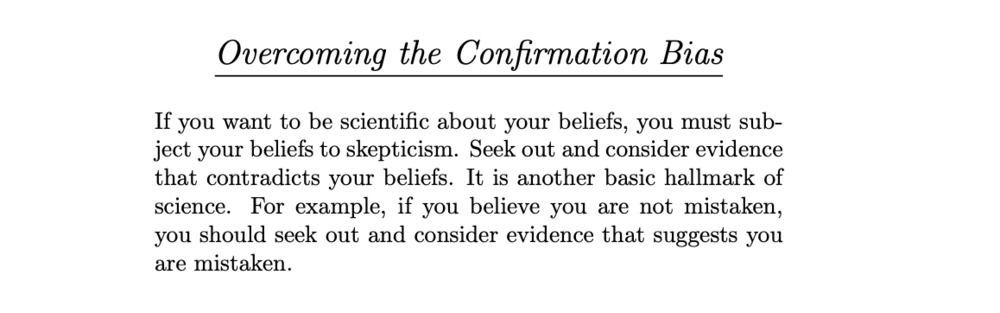 Overcoming the Confirmation Bias
If you want to be scientific about your beliefs, you must sub-
ject your beliefs to skepticism. Seek out and consider evidence
that contradicts your beliefs. It is another basic hallmark of
science. For example, if you believe you are not mistaken,
you should seek out and consider evidence that suggests you
are mistaken.